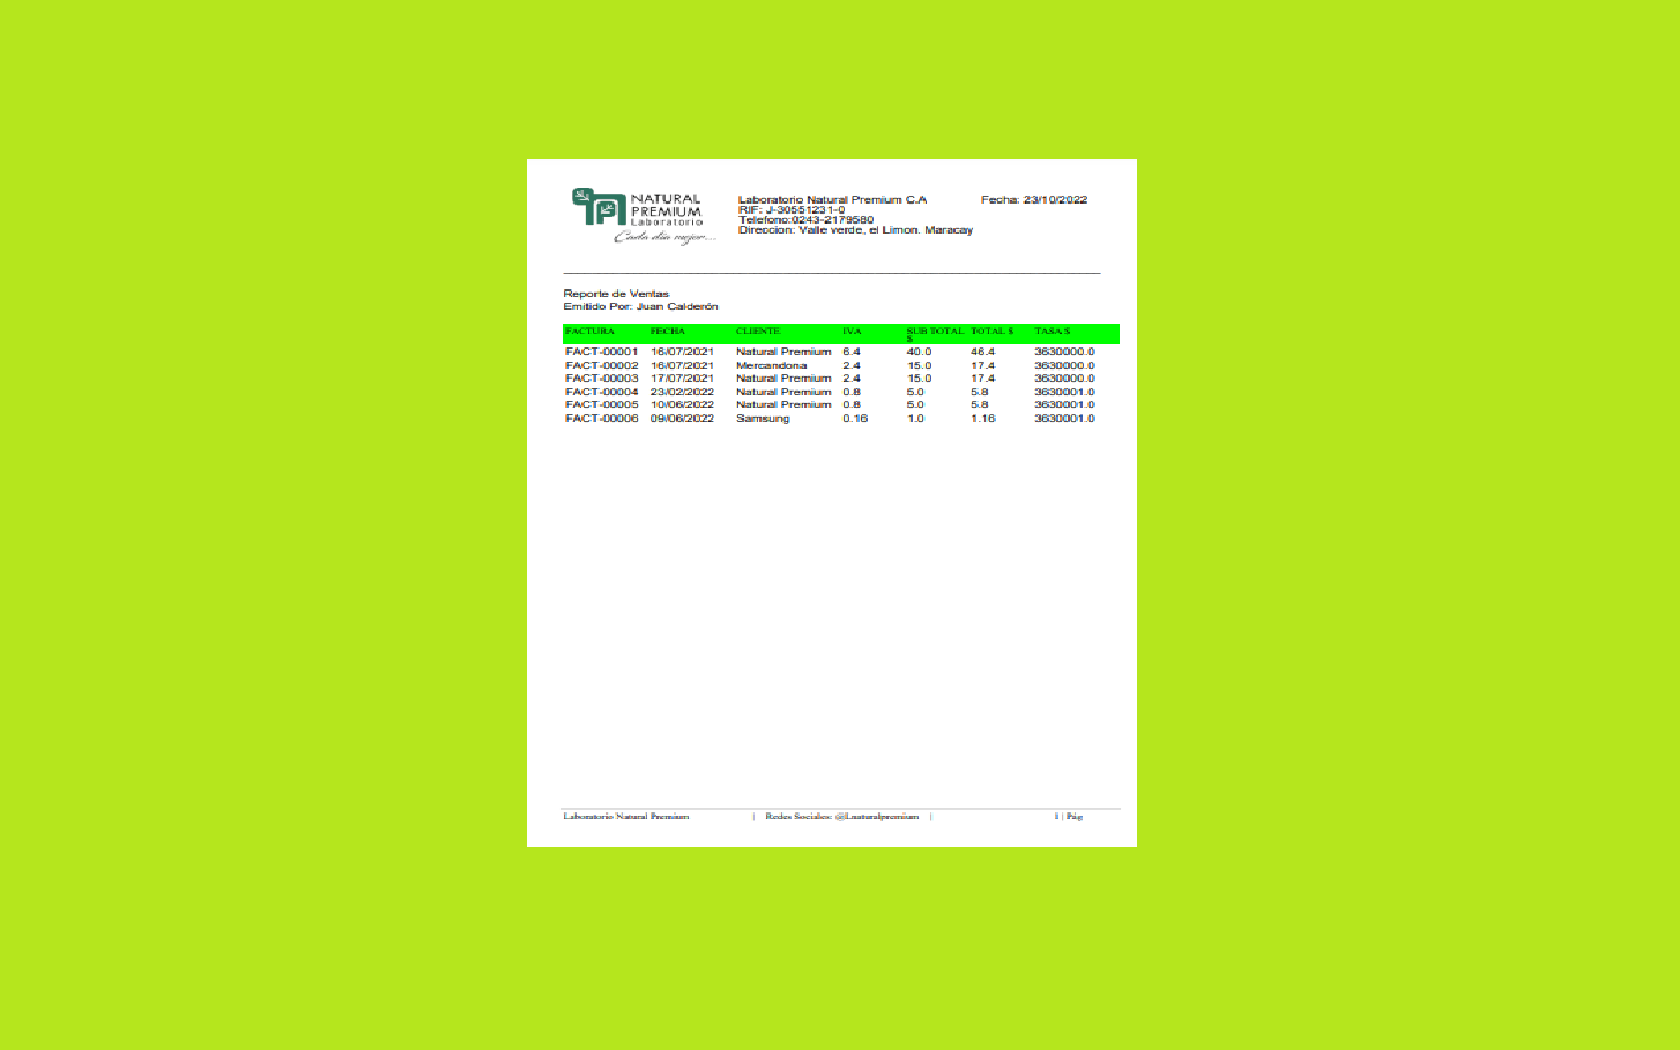 NATURAL
PREMIUM
Laboratorio
Cada día mejor....
Laboratorio Natural Premium C.A
RIF: J-30551231-0
Telefono:0243-2179580
Direccion: Valle verde, el Limon. Maracay
Fecha: 23/10/2022
Reporte de Ventas
Emitido Por: Juan Calderón
FACTURA FECHA CLIENTE IVA SUB TOTAL $ TOTAL $ TASA $
FACT-00001 16/07/2021 Natural Premium 6.4 40.0 46.4 3630000.0
FACT-00002 16/07/2021 Mercandona 2.4 15.0 17.4 3630000.0
FACT-00003 17/07/2021 Natural Premium 2.4 15.0 17.4 3630000.0
FACT-00004 23/02/2022 Natural Premium 0.8 5.0 5.8 3630001.0
FACT-00005 10/06/2022 Natural Premium 0.8 5.0 5.8 3630001.0
FACT-00006 09/06/2022 Samsung 0.16 1.0 1.16 3630001.0
Laboratorio Natural Premium | Redes Sociales: @Lnaturalpremium | 1 | Pág